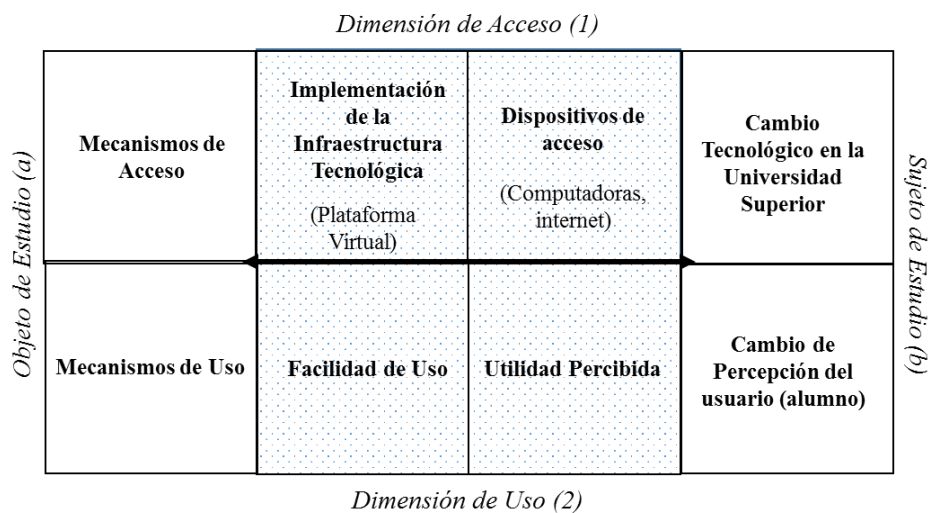 Dimensión de Acceso (1)
Objeto de Estudio (a)
Mecanismos de
Acceso
Implementación
de la
Infraestructura
Tecnológica
(Plataforma
Virtual)
Dispositivos de
acceso
(Computadoras,
internet)
Cambio
Tecnológico en la
Universidad
Superior
Sujeto de Estudio (b)
Mecanismos de Uso
Facilidad de Uso
Utilidad Percibida
Cambio de
Percepción del
usuario (alumno)
Dimensión de Uso (2)